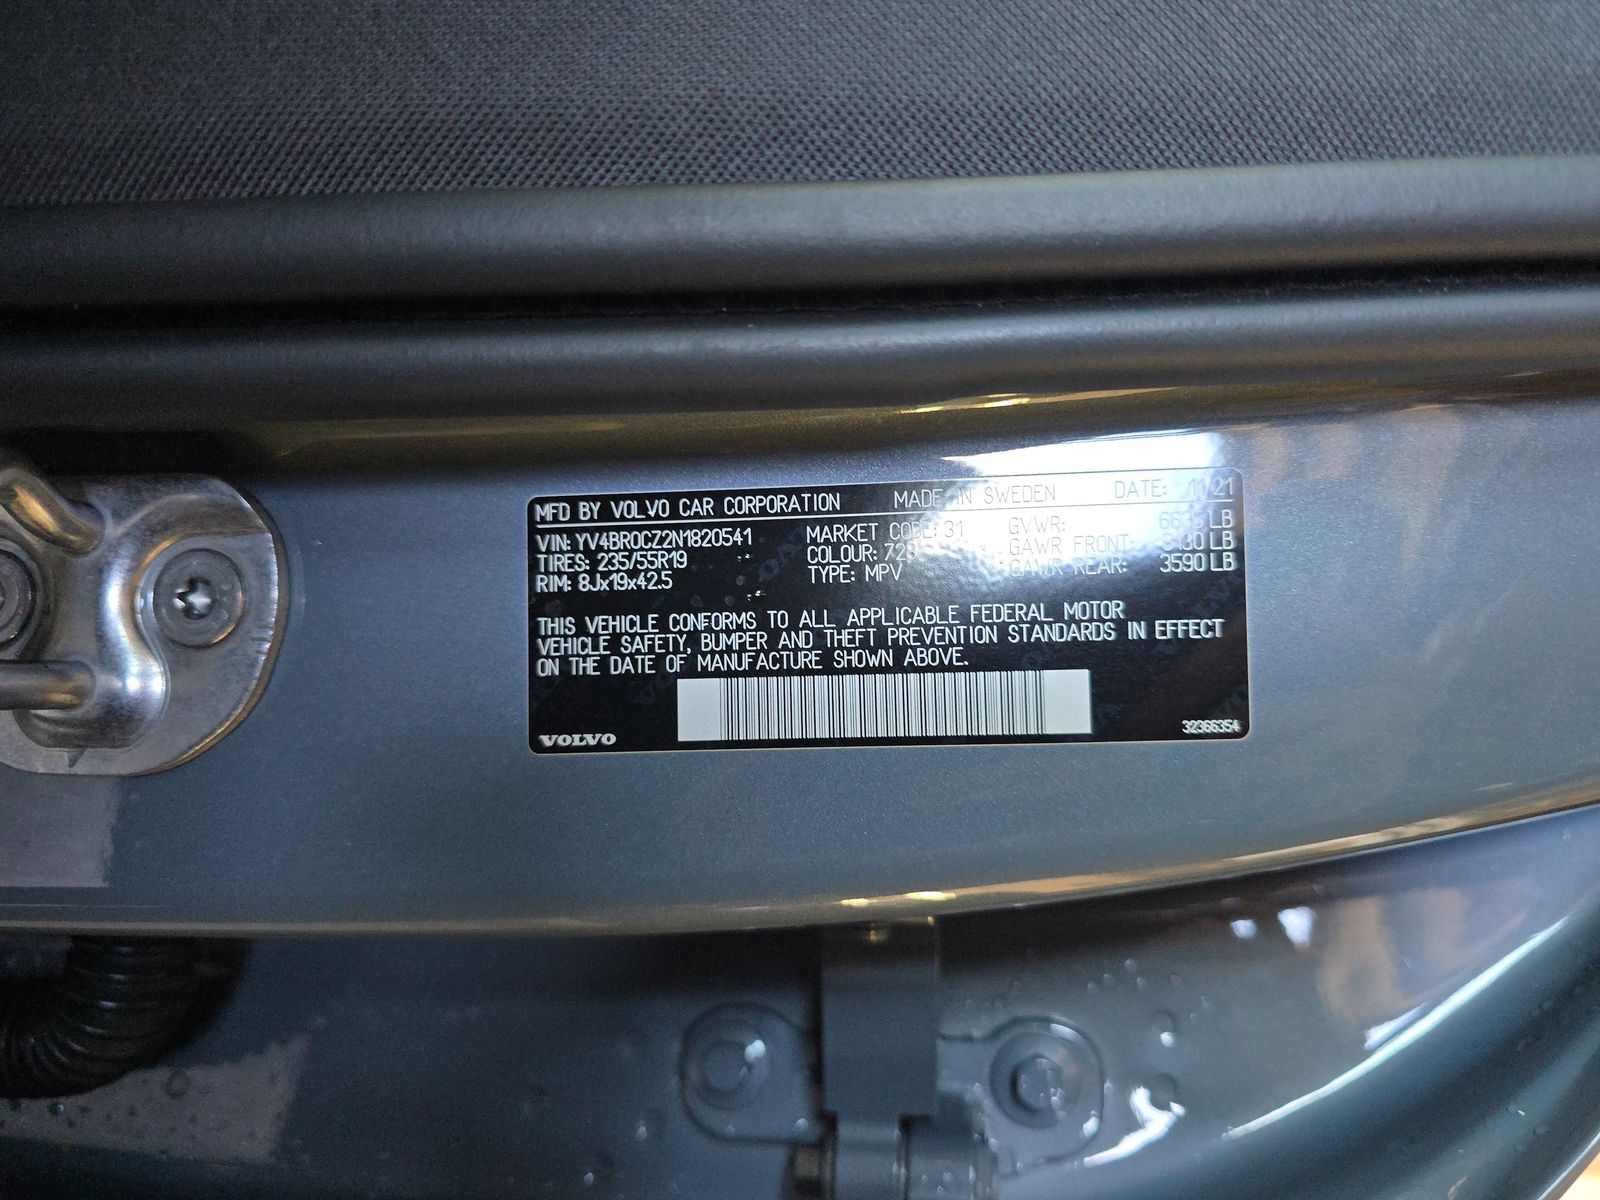 MFD BY VOLVO CAR CORPORATION MADE IN SWEDEN DATE: 11/21
VIN: YV4BR0CZ2N1820541 MARKET CODE: 31 GVWR: LB
TIRES: 235/55R19 COLOUR: GAWR FRONT: LB
RIM: 8Jx19x42.5 TYPE: MPV GAWR REAR: 3590 LB
THIS VEHICLE CONFORMS TO ALL APPLICABLE FEDERAL MOTOR
VEHICLE SAFETY, BUMPER AND THEFT PREVENTION STANDARDS IN EFFECT
ON THE DATE OF MANUFACTURE SHOWN ABOVE.
VOLVO 32366354